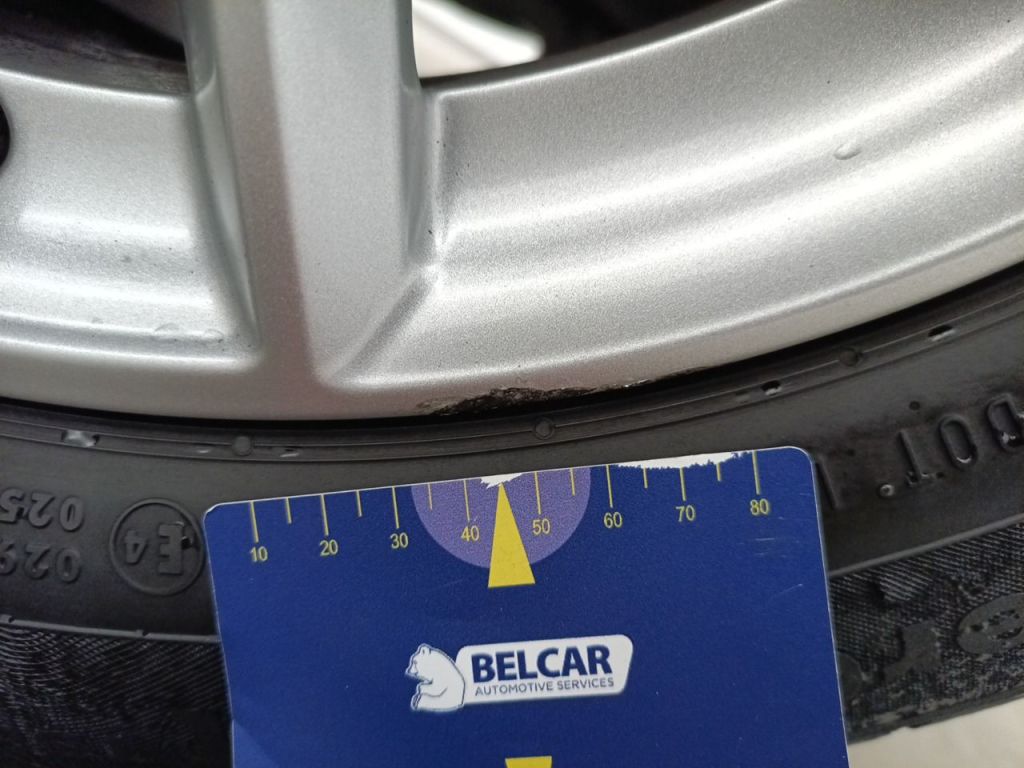 DOT
E4
10 20 30 40 50 60 70 80
BELCAR
AUTOMOTIVE SERVICES